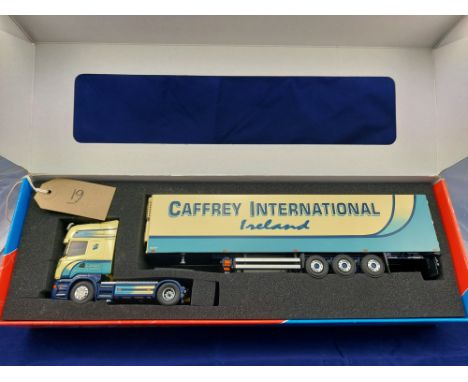 19
CAFFREY INTERNATIONAL
Ireland